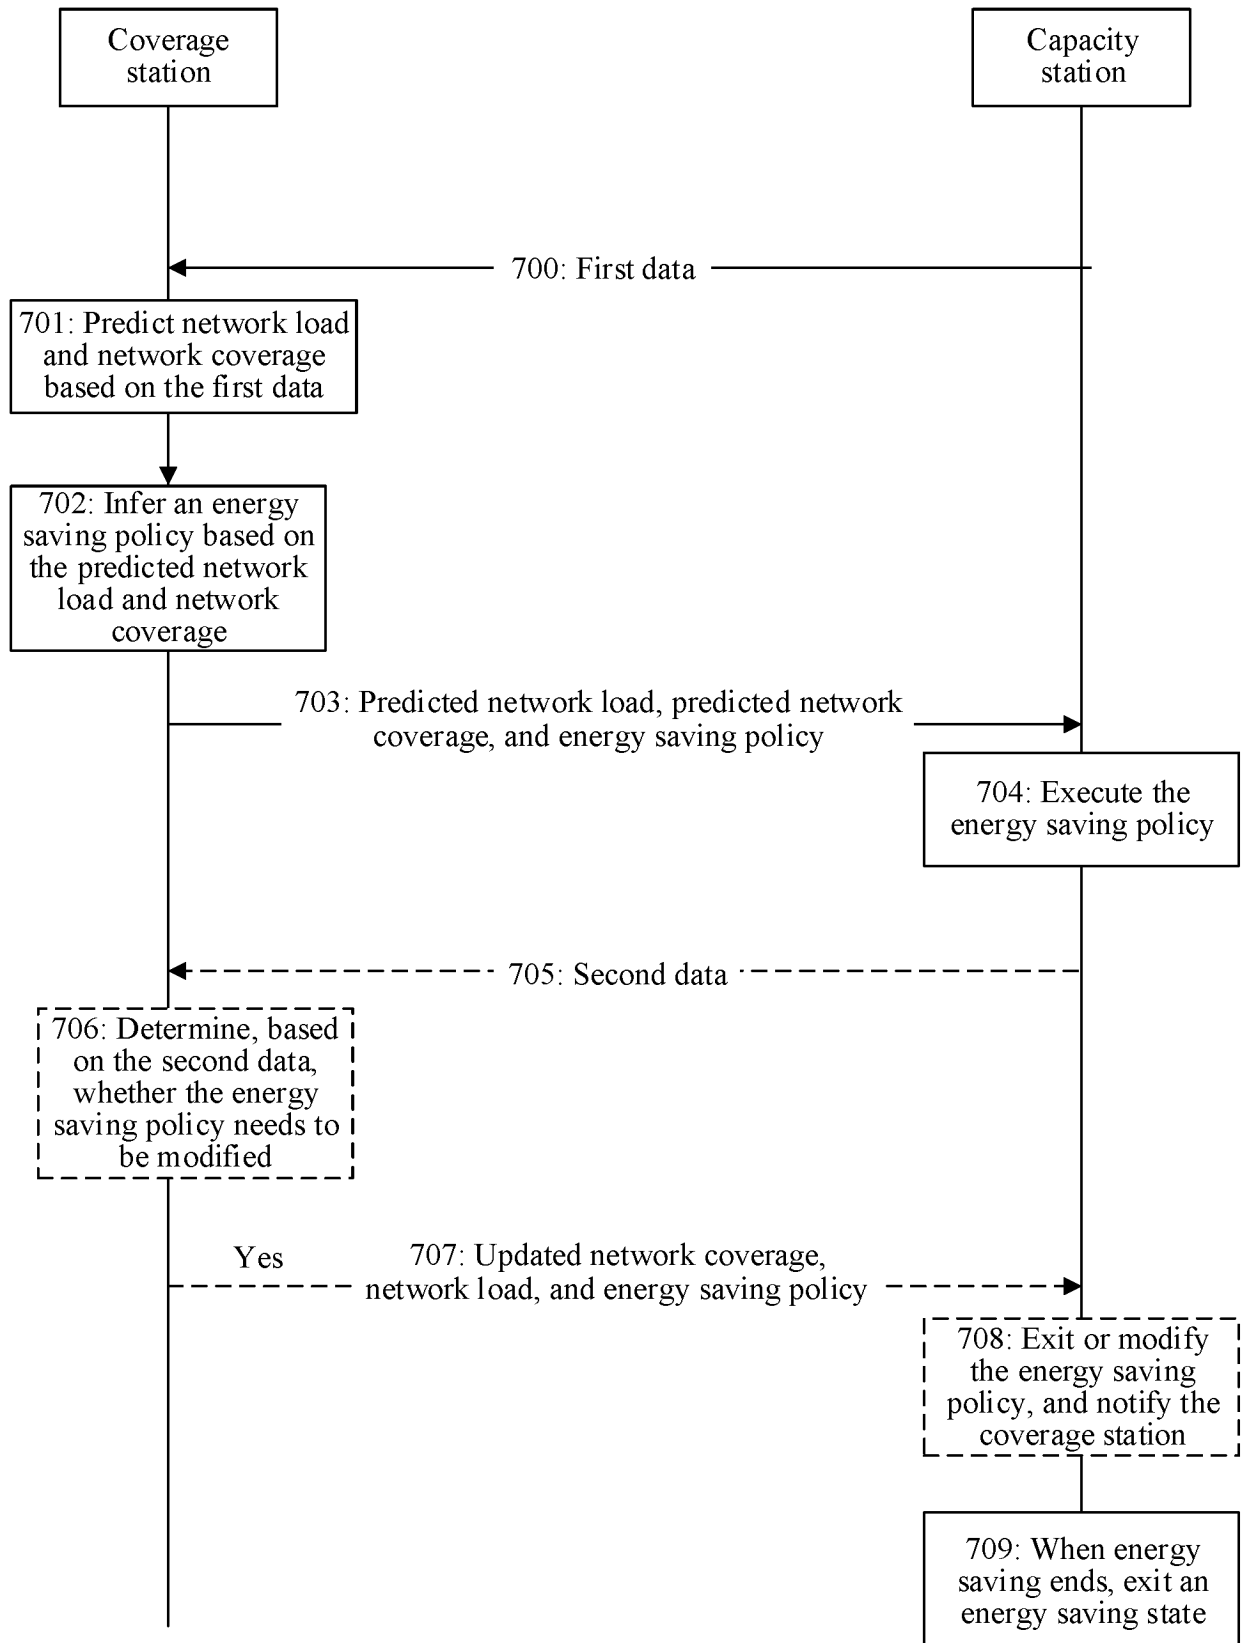 Coverage
station
Capacity
station
700: First data
701: Predict network load
and network coverage
based on the first data
702: Infer an energy
saving policy based on
the predicted network
load and network
coverage
703: Predicted network load, predicted network
coverage, and energy saving policy
704: Execute the
energy saving policy
705: Second data
706: Determine, based
on the second data,
whether the energy
saving policy needs to
be modified
Yes
707: Updated network coverage,
network load, and energy saving policy
708: Exit or modify
the energy saving
policy, and notify the
coverage station
709: When energy
saving ends, exit an
energy saving state